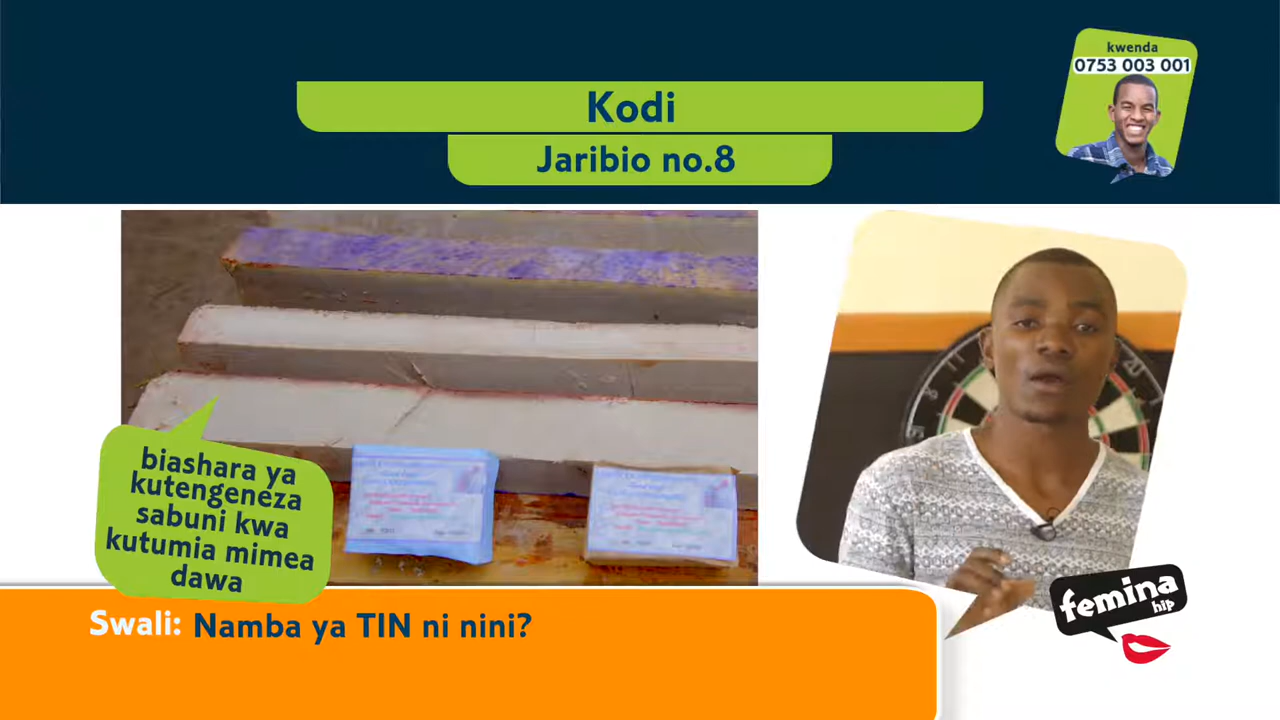 kwenda
0753 003 001
Kodi
Jaribio no.8
biashara ya
kutengeneza
sabuni kwa
kutumia mimea
dawa
Swali: Namba ya TIN ni nini?
femina
hip